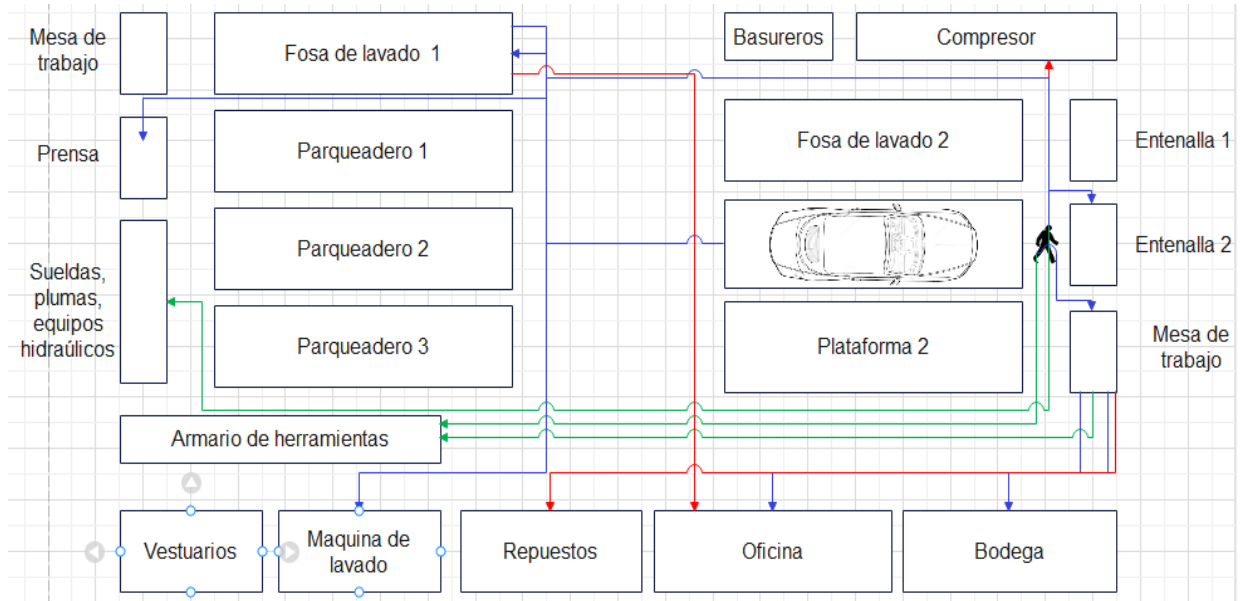 Mesa de
trabajo
Fosa de lavado 1
Basureros
Compresor
Prensa
Parqueadero 1
Fosa de lavado 2
Entenalla 1
Parqueadero 2
Entenalla 2
Sueldas,
plumas,
equipos
hidraúlicos
Parqueadero 3
Plataforma 2
Mesa de
trabajo
Armario de herramientas
Vestuarios
Maquina de
lavado
Repuestos
Oficina
Bodega